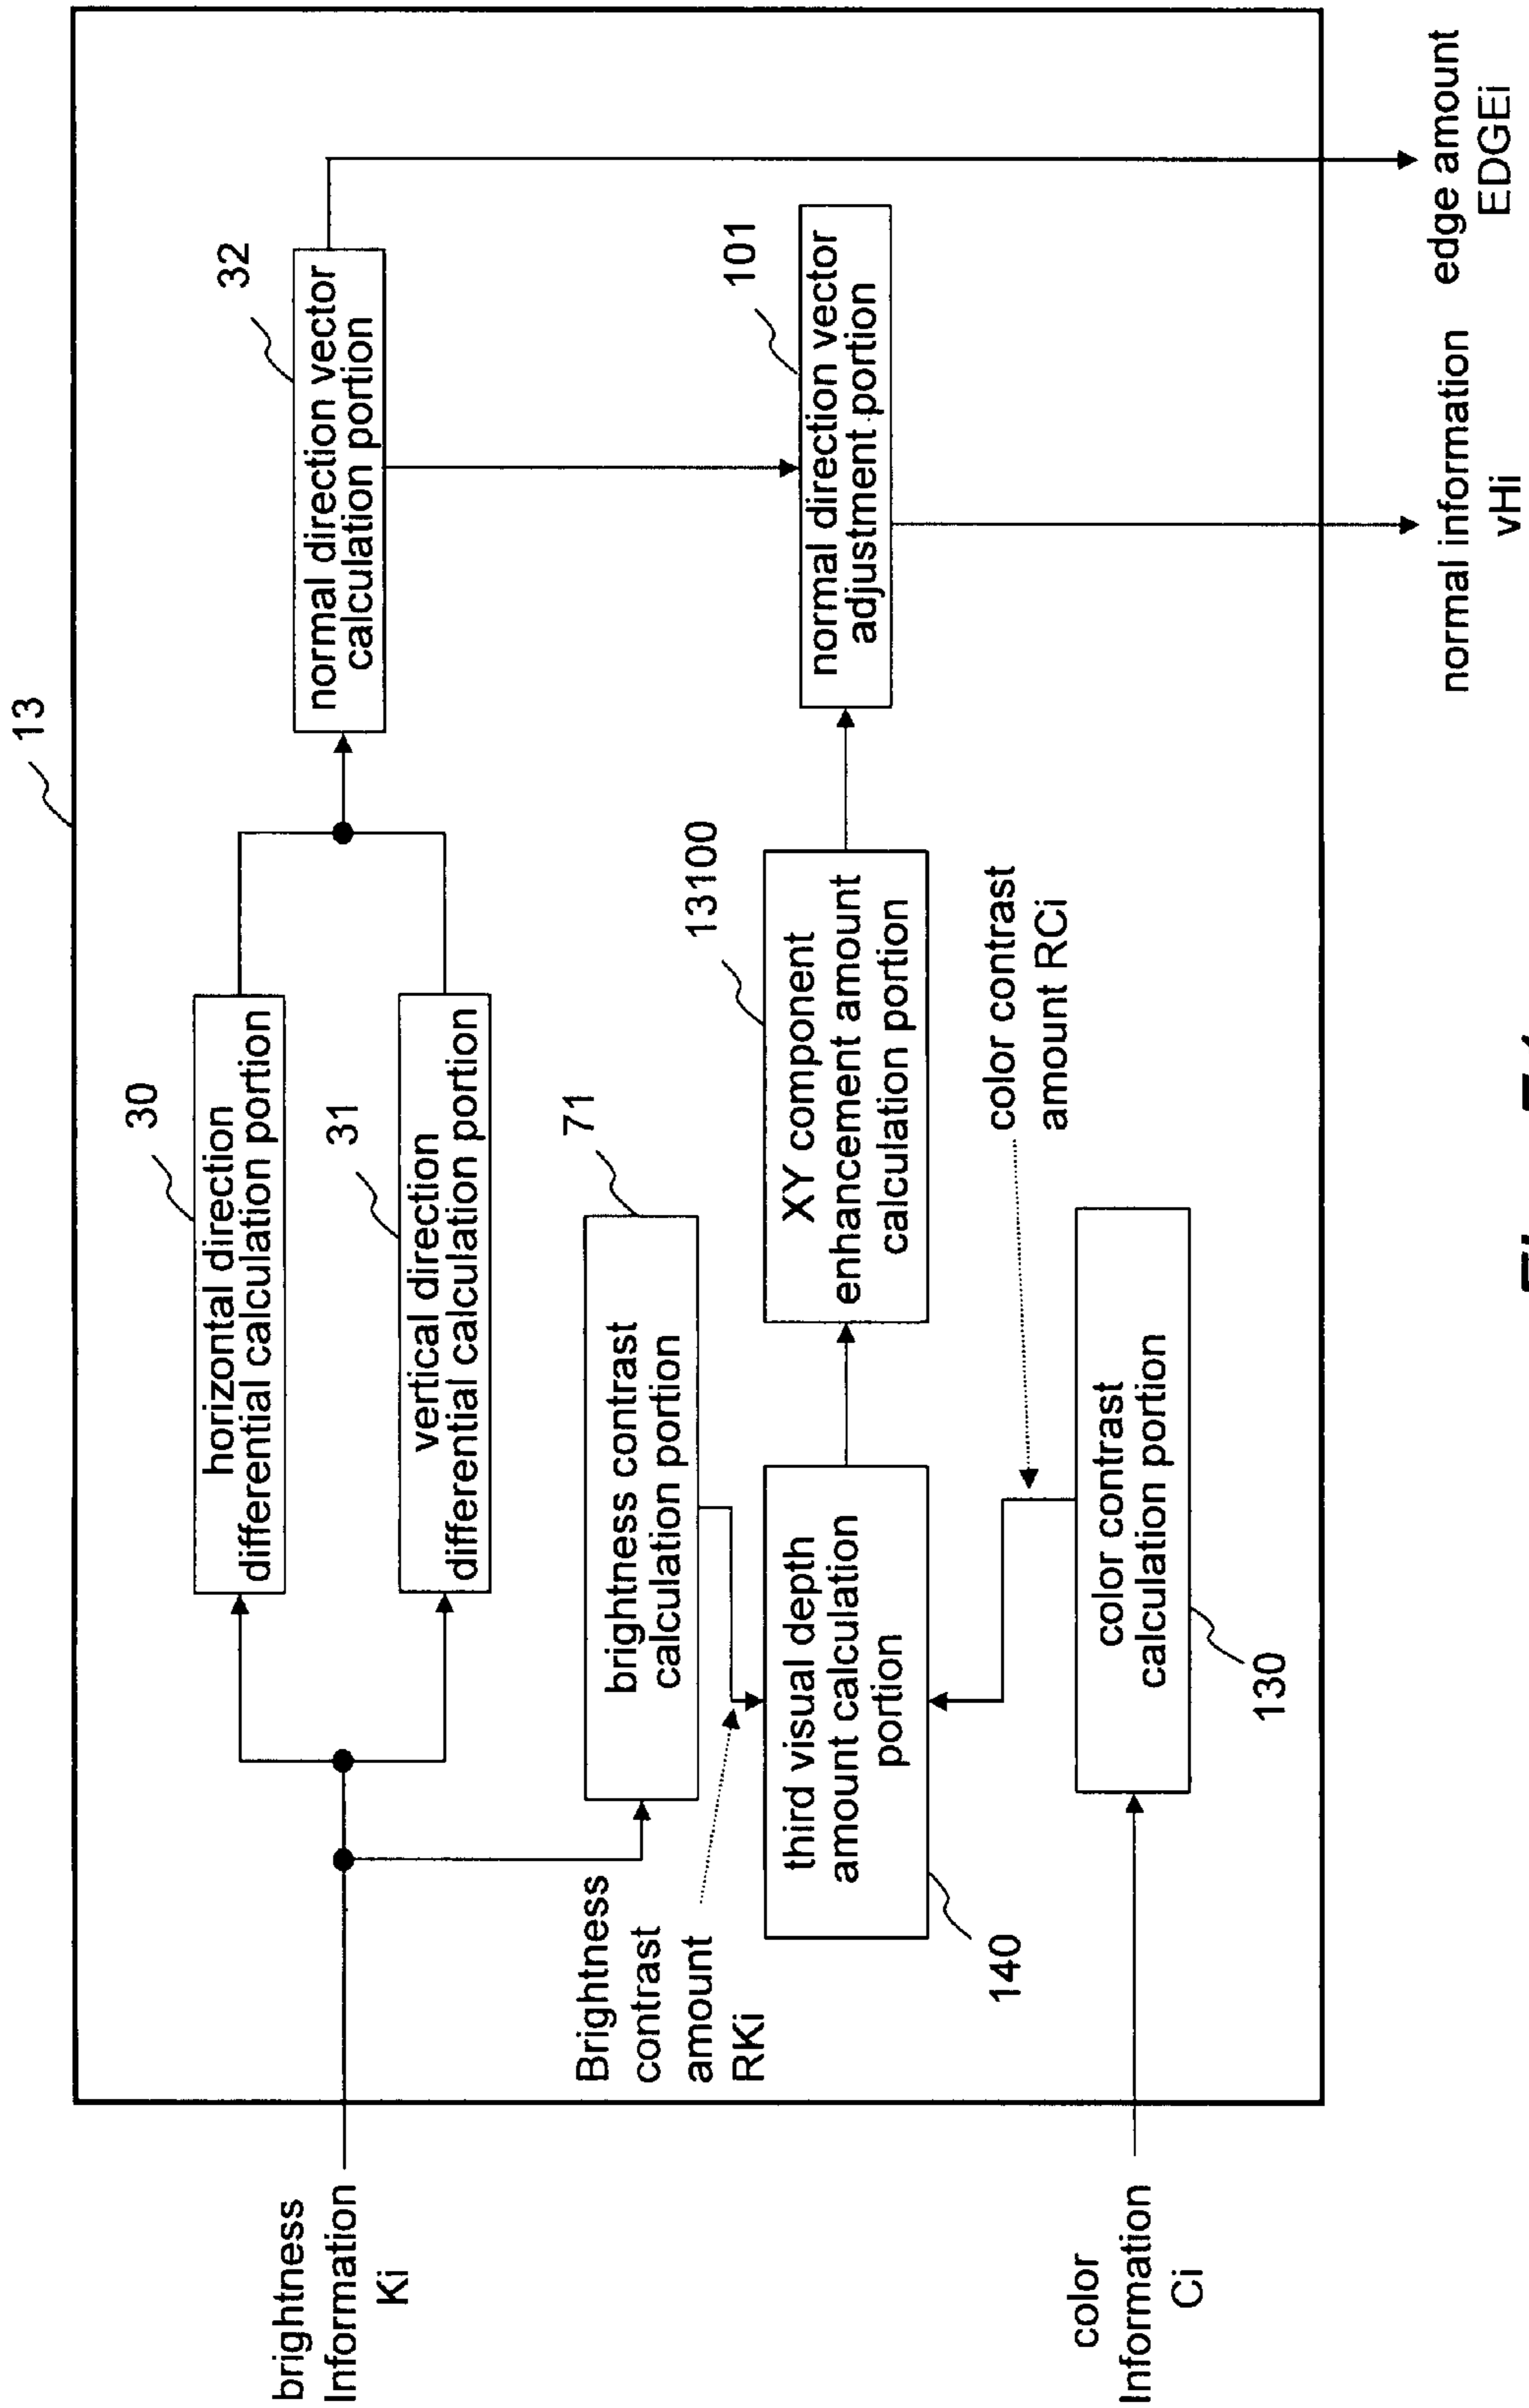 13
brightness
Information
Ki
30
horizontal direction
differential calculation portion
31
vertical direction
differential calculation portion
32
normal direction vector
calculation portion
71
brightness contrast
calculation portion
Brightness
contrast
amount
RKi
third visual depth
amount calculation
portion
140
13100
XY component
enhancement amount
calculation portion
101
normal direction vector
adjustment portion
color contrast
amount RCi
color contrast
calculation portion
130
color
Information
Ci
normal information
vHi
edge amount
EDGEi